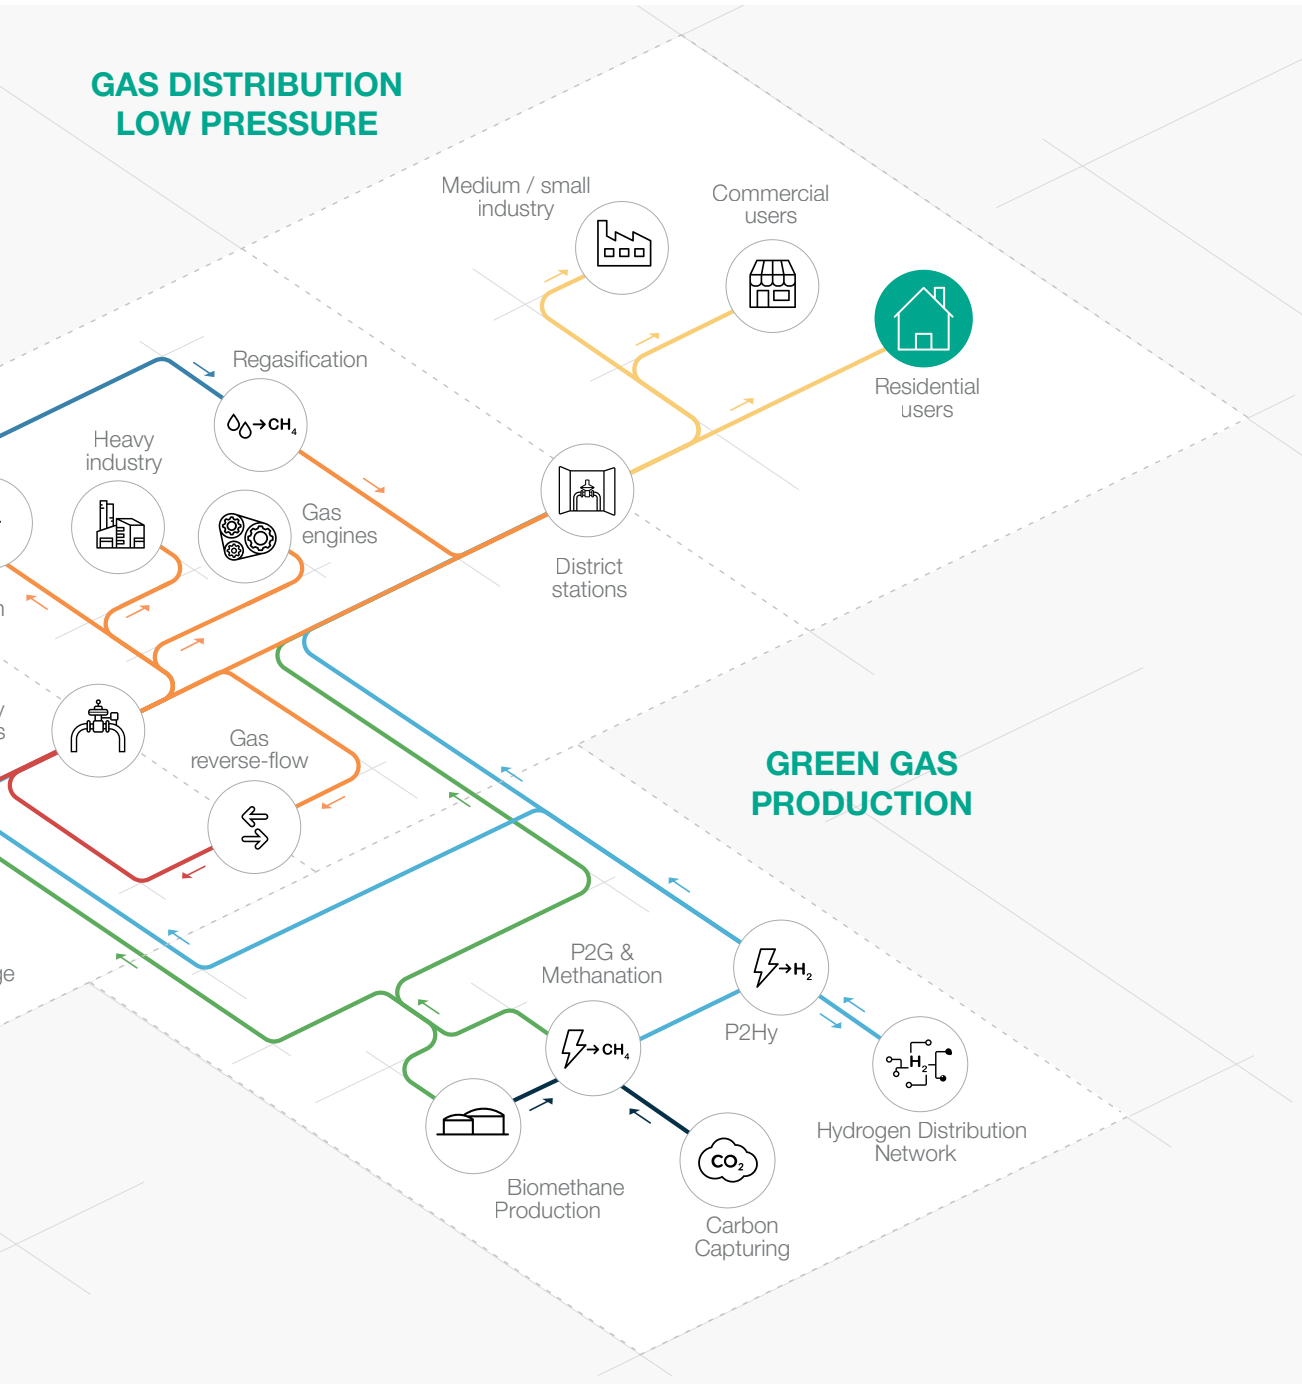 GAS DISTRIBUTION
LOW PRESSURE
Medium / small
industry
Commercial
users
Residential
users
Regasification
→CH₄
Heavy
industry
Gas
engines
District
stations
Gas
reverse-flow
GREEN GAS
PRODUCTION
P2G &
Methanation
→H₂
P2Hy
→CH₄
H₂
Hydrogen Distribution
Network
CO₂
Biomethane
Production
Carbon
Capturing